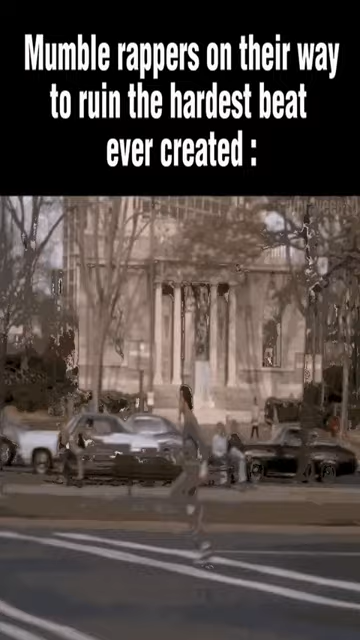 Mumble rappers on their way
to ruin the hardest beat
ever created :